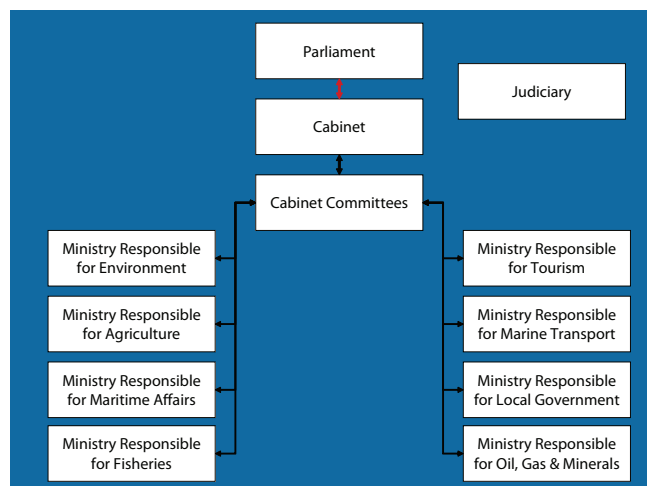 Parliament
Judiciary
Cabinet
Cabinet Committees
Ministry Responsible
for Environment
Ministry Responsible
for Agriculture
Ministry Responsible
for Maritime Affairs
Ministry Responsible
for Fisheries
Ministry Responsible
for Tourism
Ministry Responsible
for Marine Transport
Ministry Responsible
for Local Government
Ministry Responsible
for Oil, Gas & Minerals